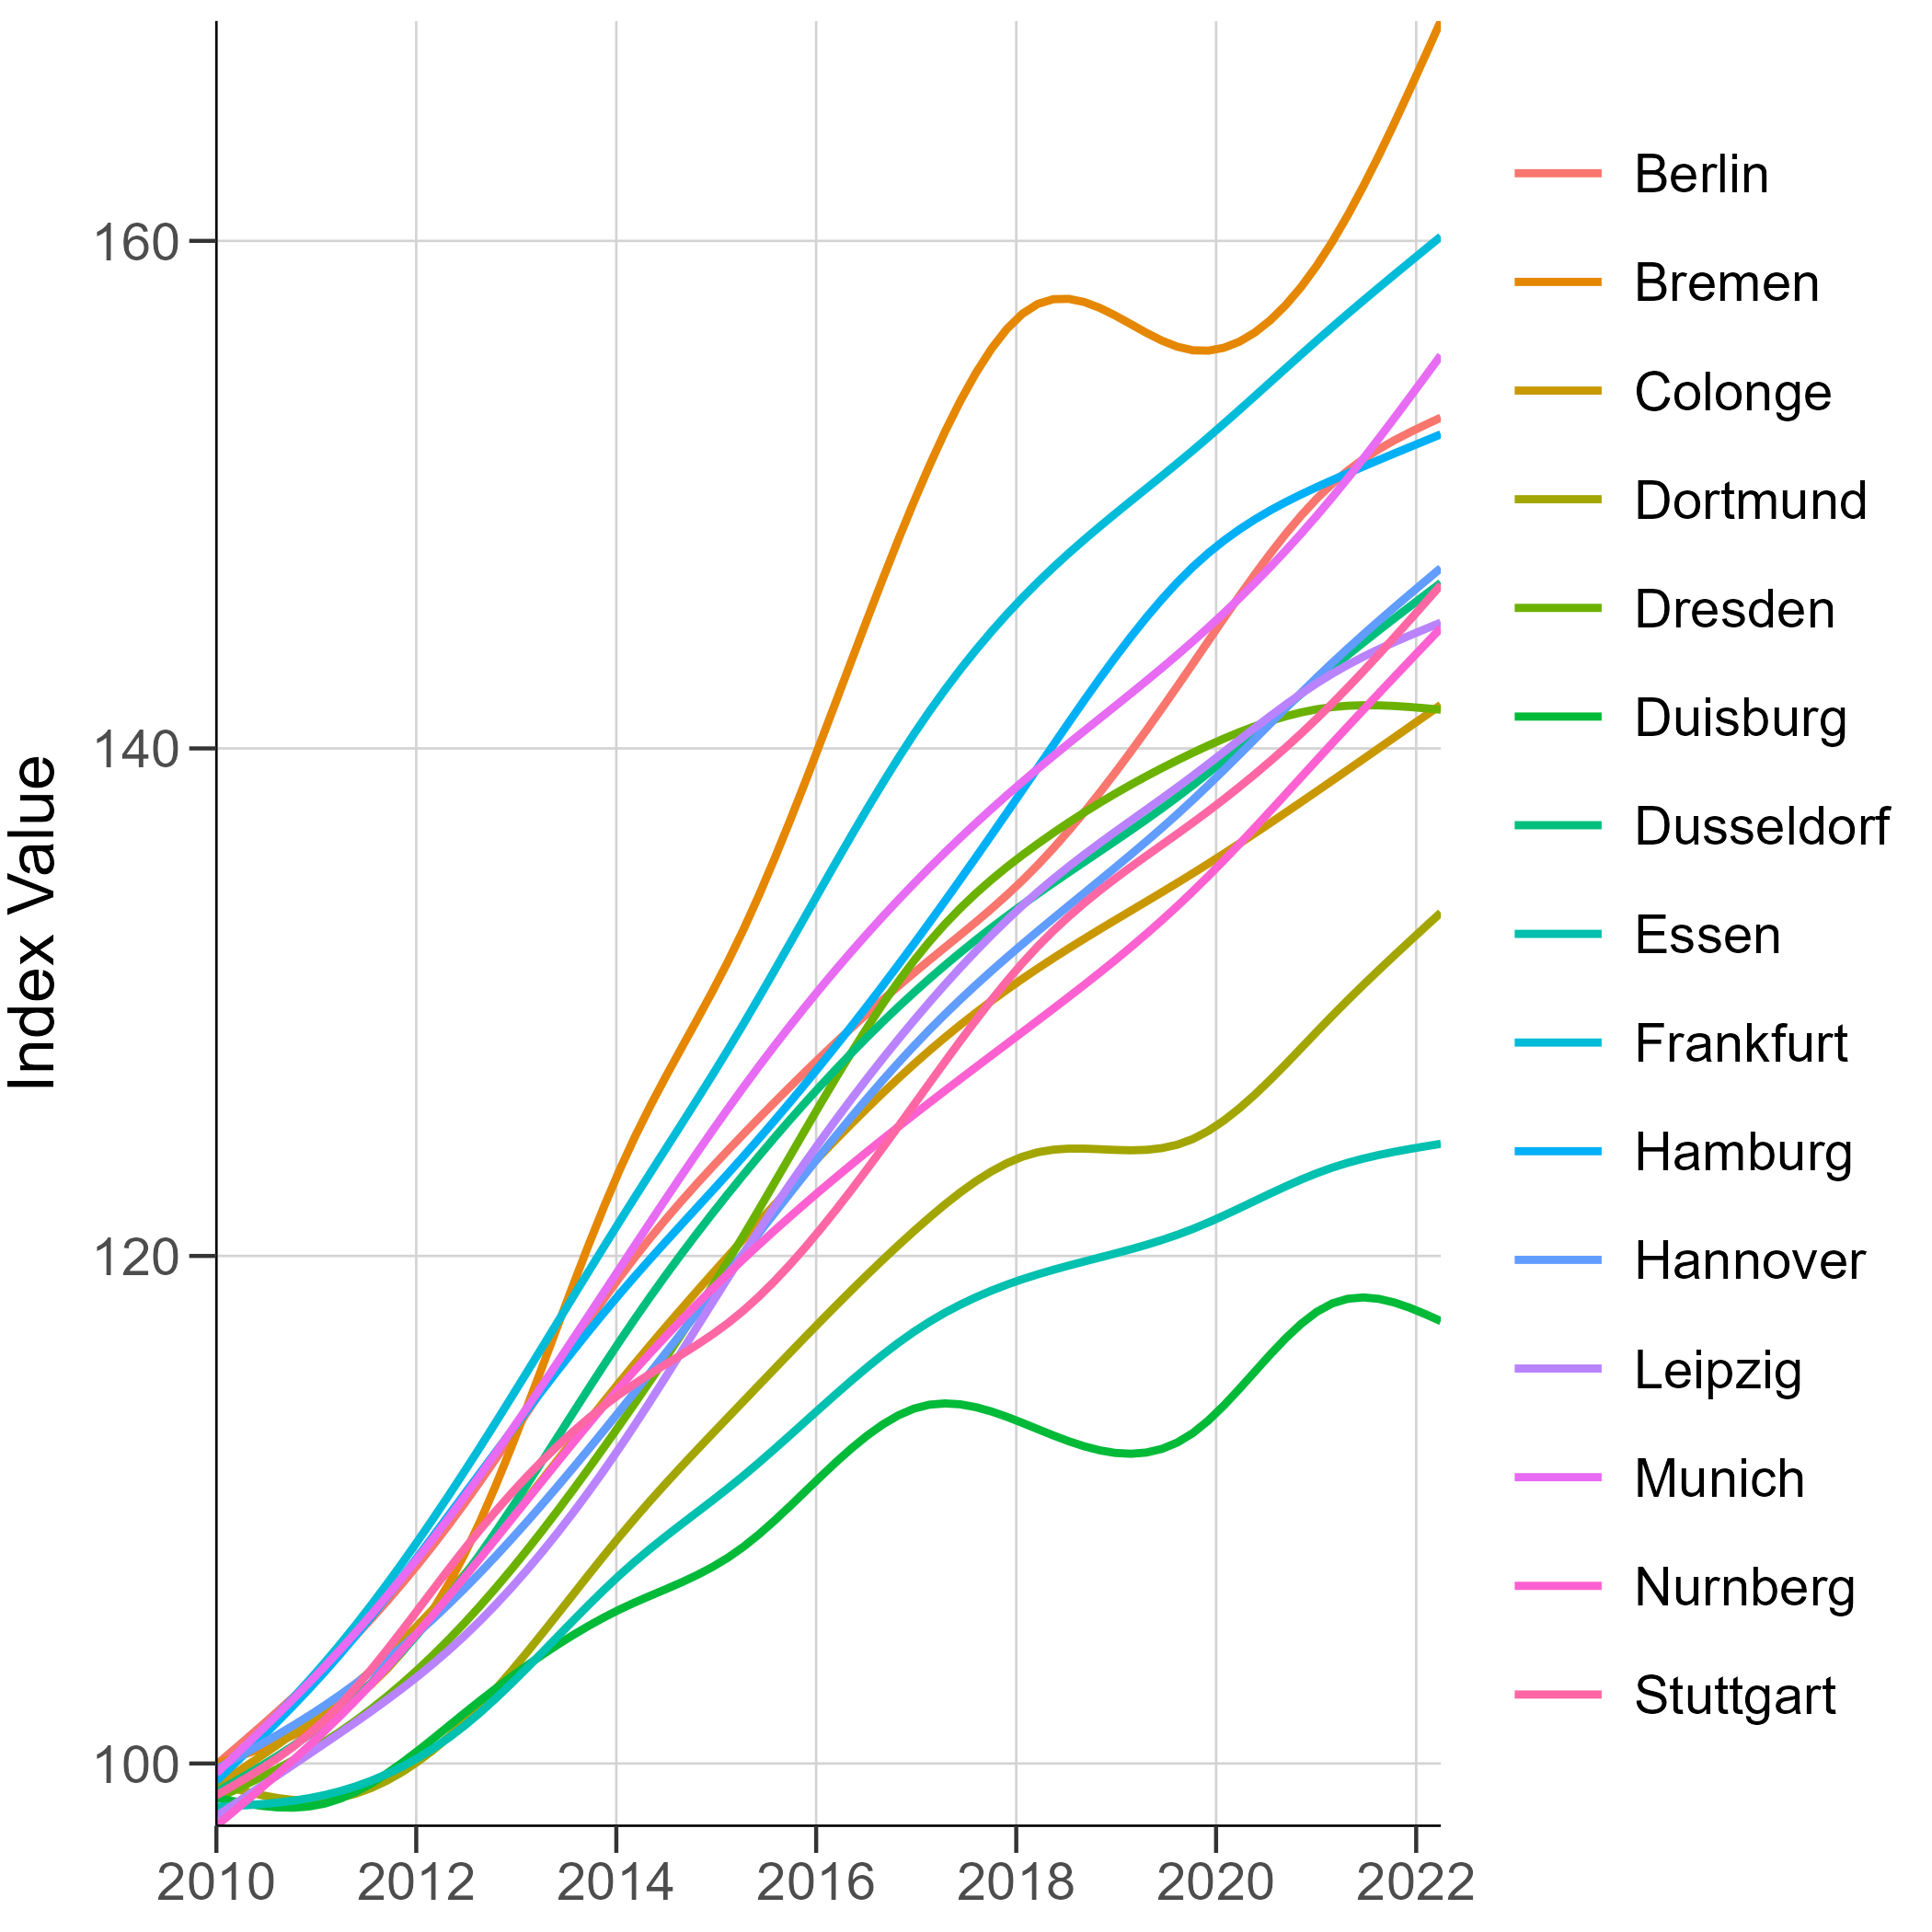 Index Value
160
140
120
100
2010 2012 2014 2016 2018 2020 2022
Berlin
Bremen
Colonge
Dortmund
Dresden
Duisburg
Dusseldorf
Essen
Frankfurt
Hamburg
Hannover
Leipzig
Munich
Nurnberg
Stuttgart